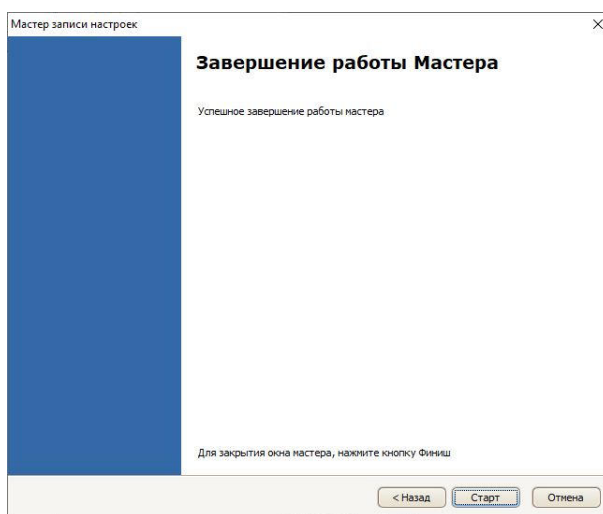 Мастер записи настроек
Завершение работы Мастера
Успешное завершение работы мастера
Для закрытия окна мастера, нажмите кнопку Финиш
< Назад
Старт
Отмена